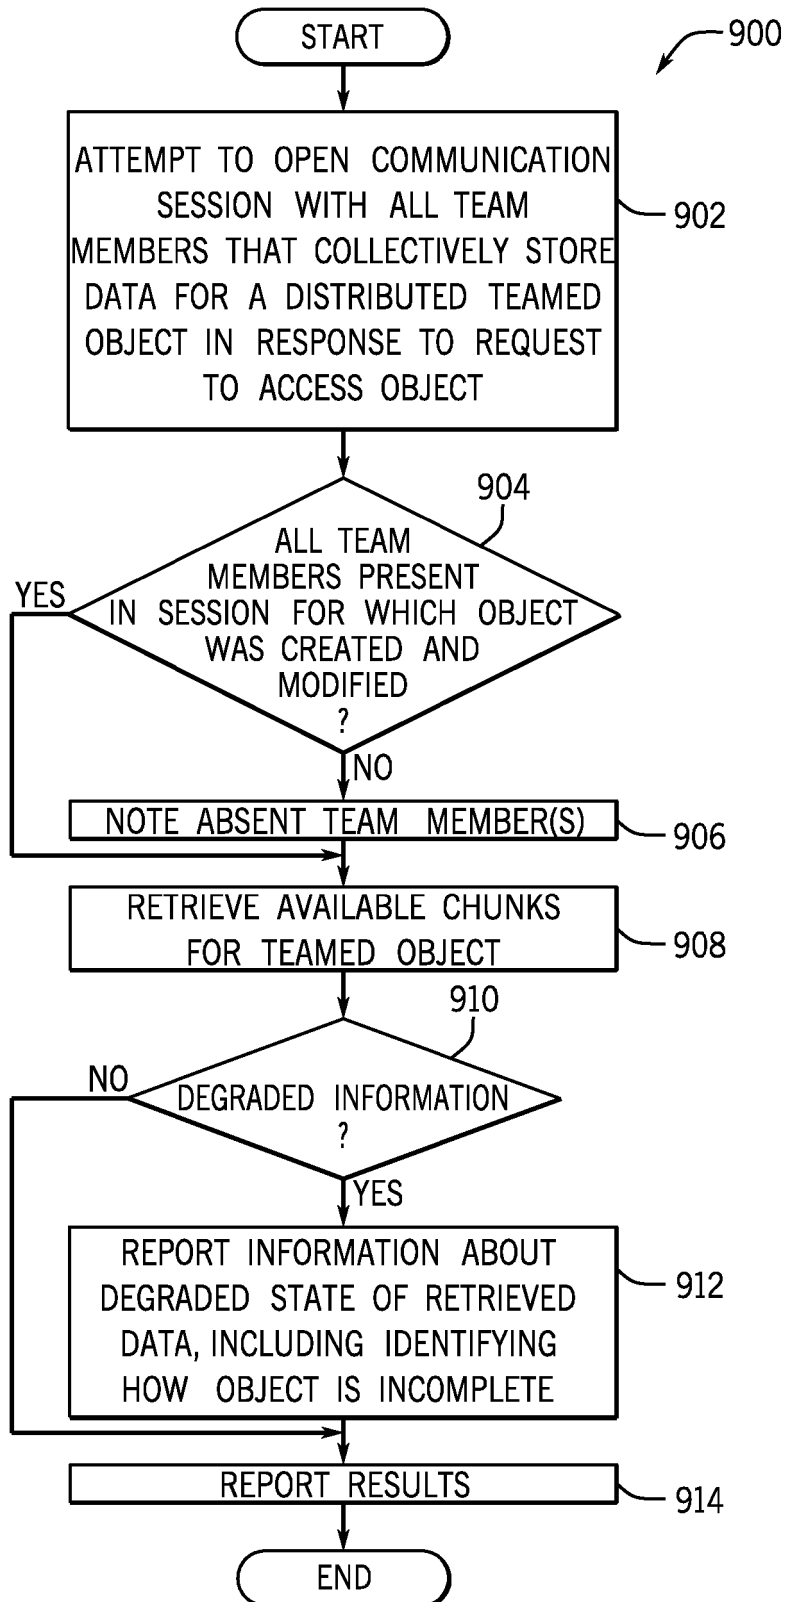 START
900
ATTEMPT TO OPEN COMMUNICATION
SESSION WITH ALL TEAM
MEMBERS THAT COLLECTIVELY STORE
DATA FOR A DISTRIBUTED TEAMED
OBJECT IN RESPONSE TO REQUEST
TO ACCESS OBJECT
902
904
ALL TEAM
MEMBERS PRESENT
IN SESSION FOR WHICH OBJECT
WAS CREATED AND
MODIFIED
?
YES
NO
NOTE ABSENT TEAM MEMBER(S)
906
RETRIEVE AVAILABLE CHUNKS
FOR TEAMED OBJECT
908
910
NO
DEGRADED INFORMATION
?
YES
REPORT INFORMATION ABOUT
DEGRADED STATE OF RETRIEVED
DATA, INCLUDING IDENTIFYING
HOW OBJECT IS INCOMPLETE
912
REPORT RESULTS
914
END